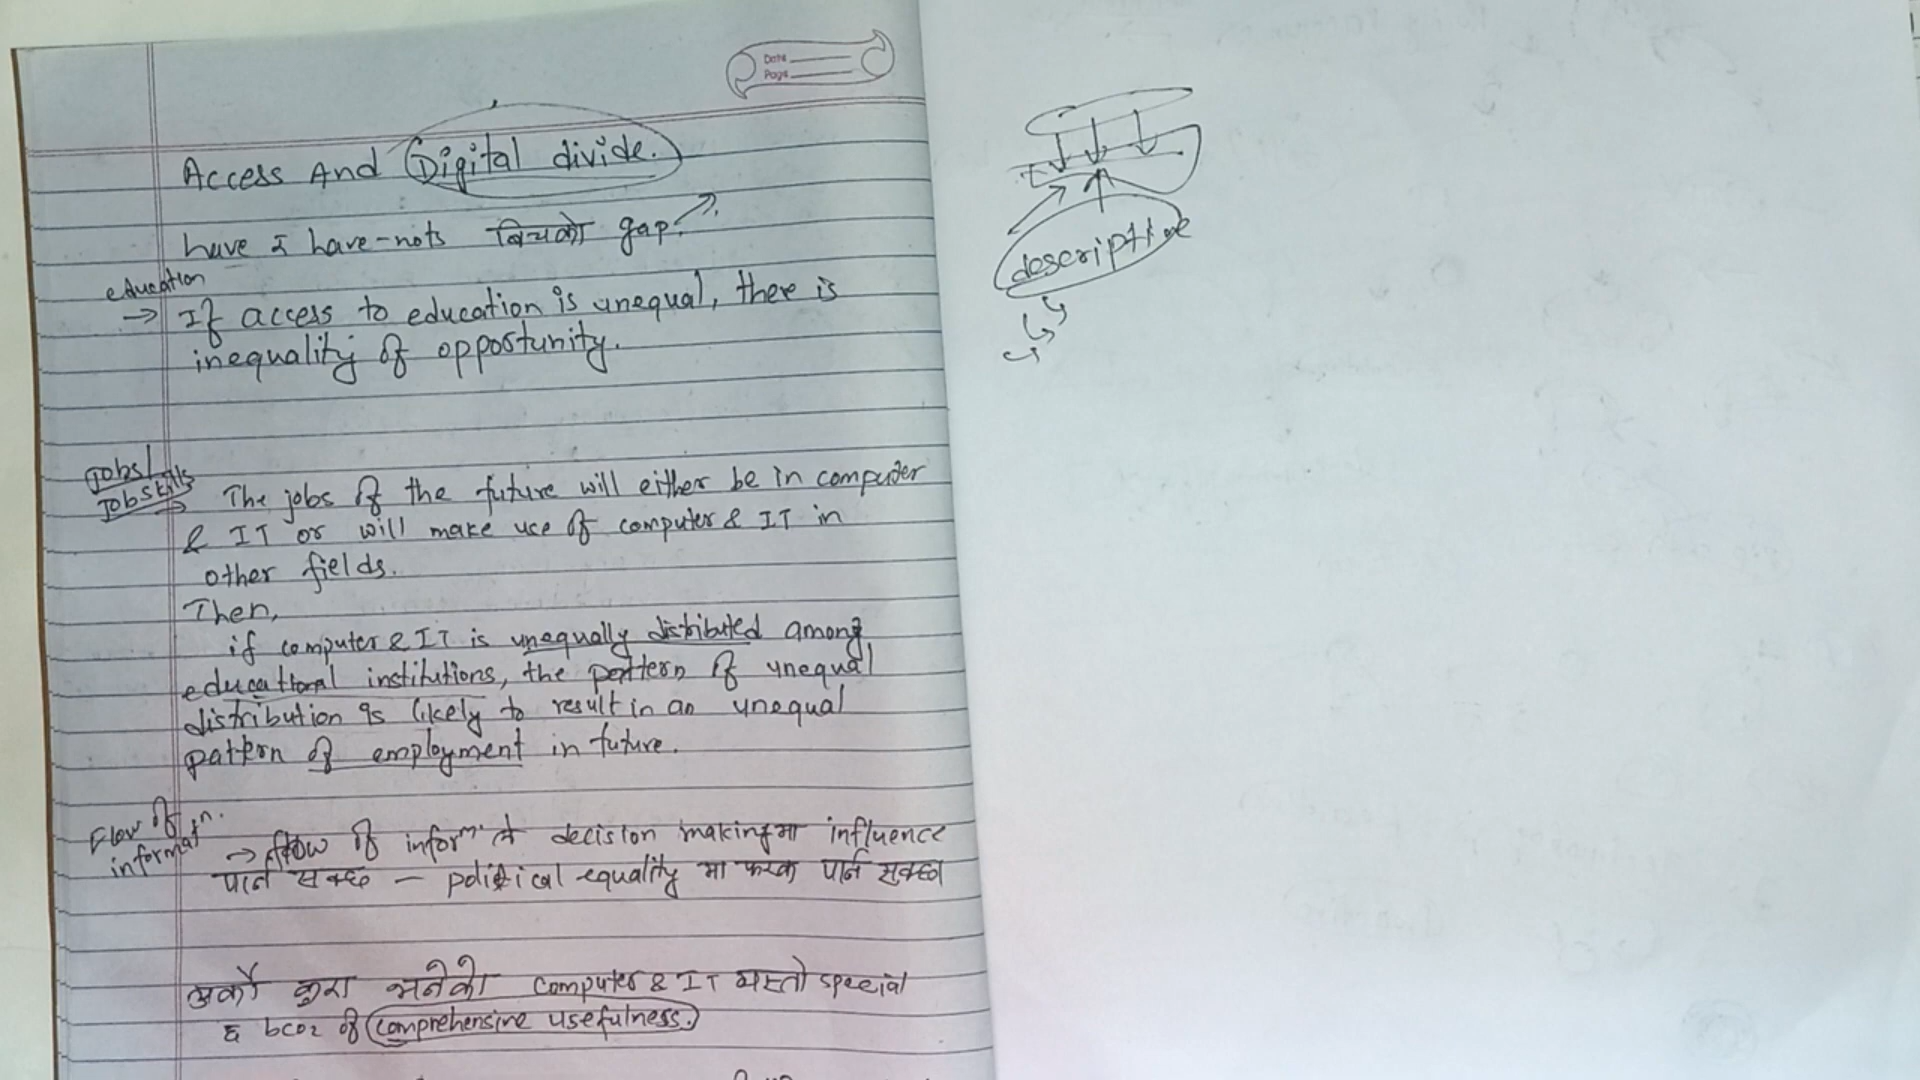 Date
Page
Access And Digital divide.
have र have-nots बिचको gap.
education
→ If access to education is unequal, there is
inequality of opportunity.
Jobs/
Job skills
→ The jobs of the future will either be in computer
& IT or will make use of computer & IT in
other fields.
Then,
if computer & IT is unequally distributed among
educational institutions, the pattern of unequal
distribution is likely to result in an unequal
pattern of employment in future.
Flow of
informatn.
→ flow of inforⁿ ले decision making मा influence
पार्न सक्छ – political equality मा फरक पार्न सक्छ
अर्को कुरा भनेको computer & IT यस्तो special
छ bcoz of comprehensive usefulness.
descriptive